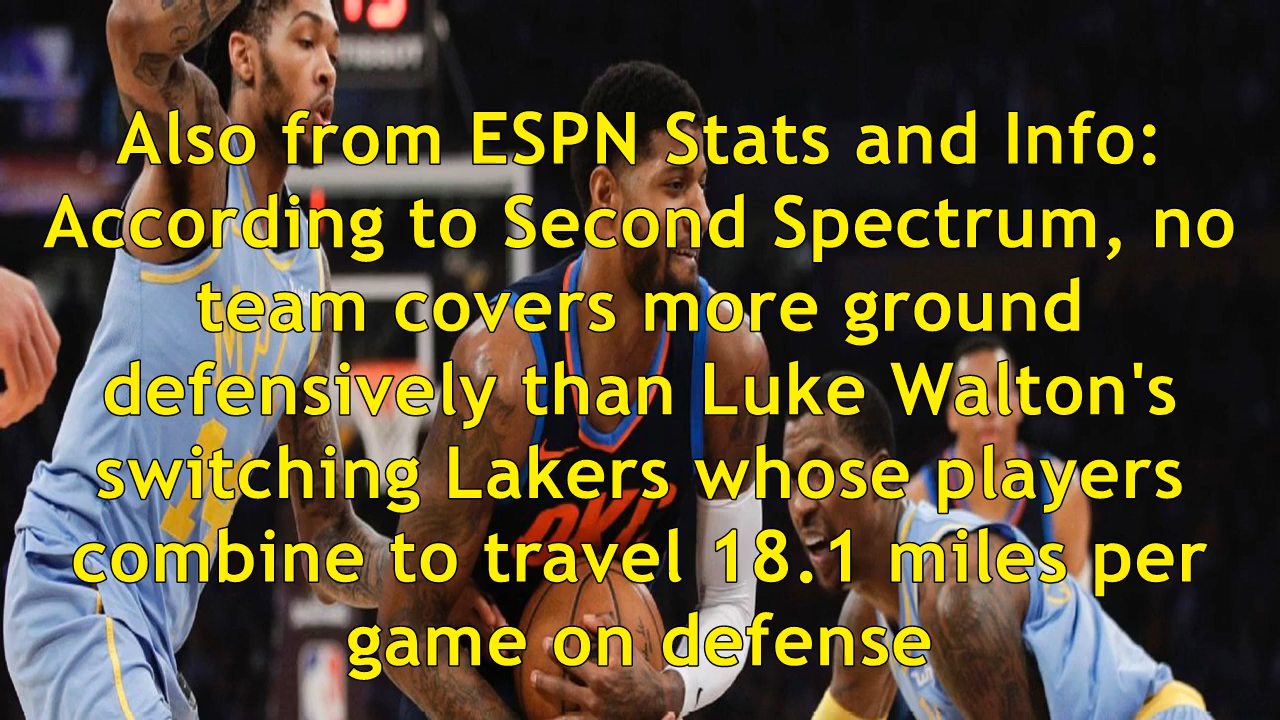 Also from ESPN Stats and Info:
According to Second Spectrum, no
team covers more ground
defensively than Luke Walton's
switching Lakers whose players
combine to travel 18.1 miles per
game on defense
OKC